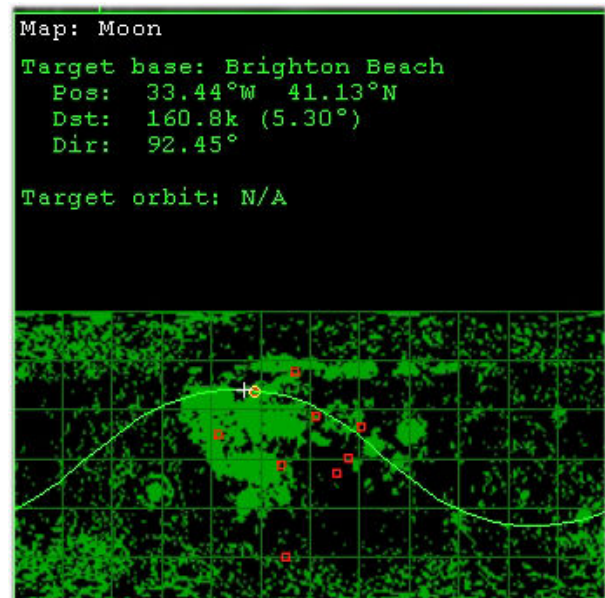 Map: Moon
Target base: Brighton Beach
Pos: 33.44°W 41.13°N
Dst: 160.8k (5.30°)
Dir: 92.45°
Target orbit: N/A